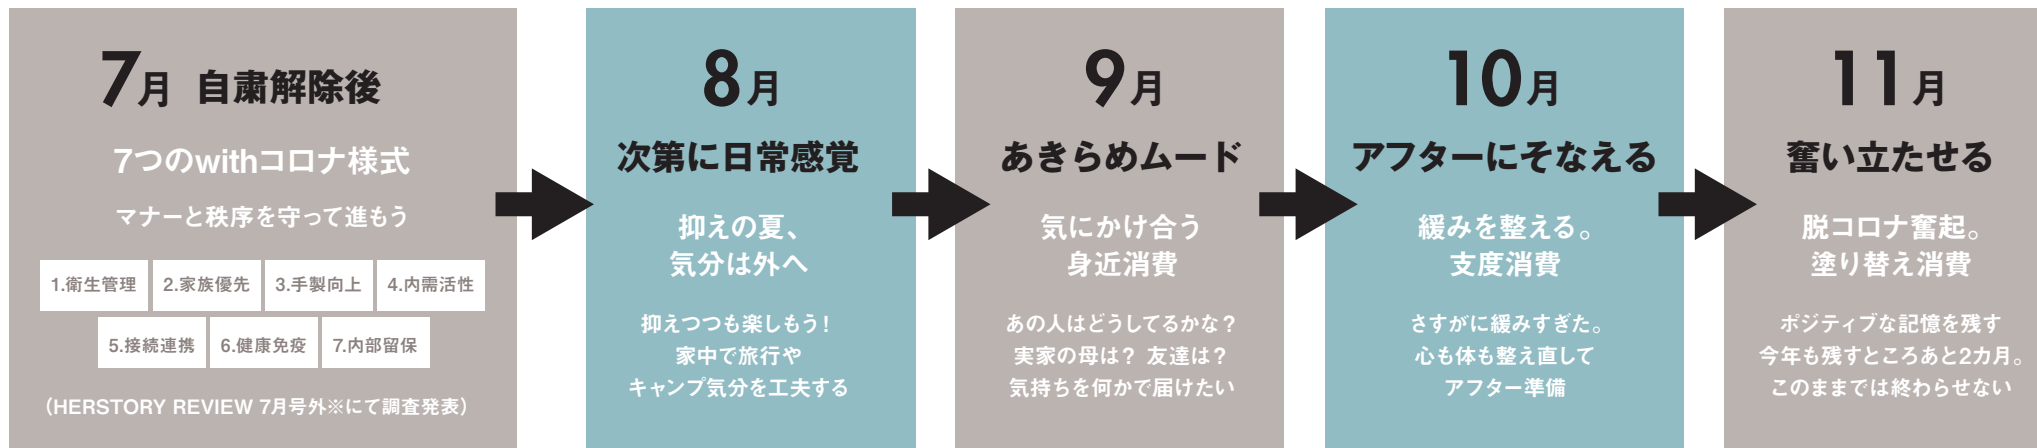 7月 自粛解除後
7つのwithコロナ様式
マナーと秩序を守って進もう
1.衛生管理
2.家族優先
3.手製向上
4.内需活性
5.接続連携
6.健康免疫
7.内部留保
(HERSTORY REVIEW 7月号外※にて調査発表)
8月
次第に日常感覚
抑えの夏、
気分は外へ
抑えつつも楽しもう!
家中で旅行や
キャンプ気分を工夫する
9月
あきらめムード
気にかけ合う
身近消費
あの人はどうしてるかな?
実家の母は? 友達は?
気持ちを何かで届けたい
10月
アフターにそなえる
緩みを整える。
支度消費
さすがに緩みすぎた。
心も体も整え直して
アフター準備
11月
奮い立たせる
脱コロナ奮起。
塗り替え消費
ポジティブな記憶を残す
今年も残すところあと2カ月。
このままでは終わらせない